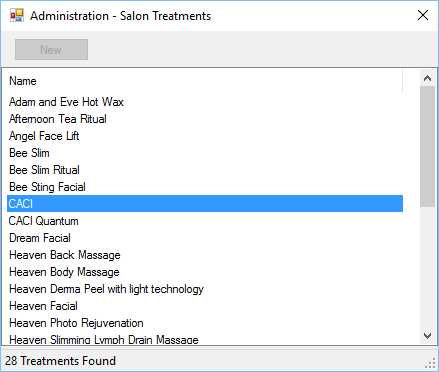 Administration - Salon Treatments
New
Name
Adam and Eve Hot Wax
Afternoon Tea Ritual
Angel Face Lift
Bee Slim
Bee Slim Ritual
Bee Sting Facial
CACI
CACI Quantum
Dream Facial
Heaven Back Massage
Heaven Body Massage
Heaven Derma Peel with light technology
Heaven Facial
Heaven Photo Rejuvenation
Heaven Slimming Lymph Drain Massage
28 Treatments Found